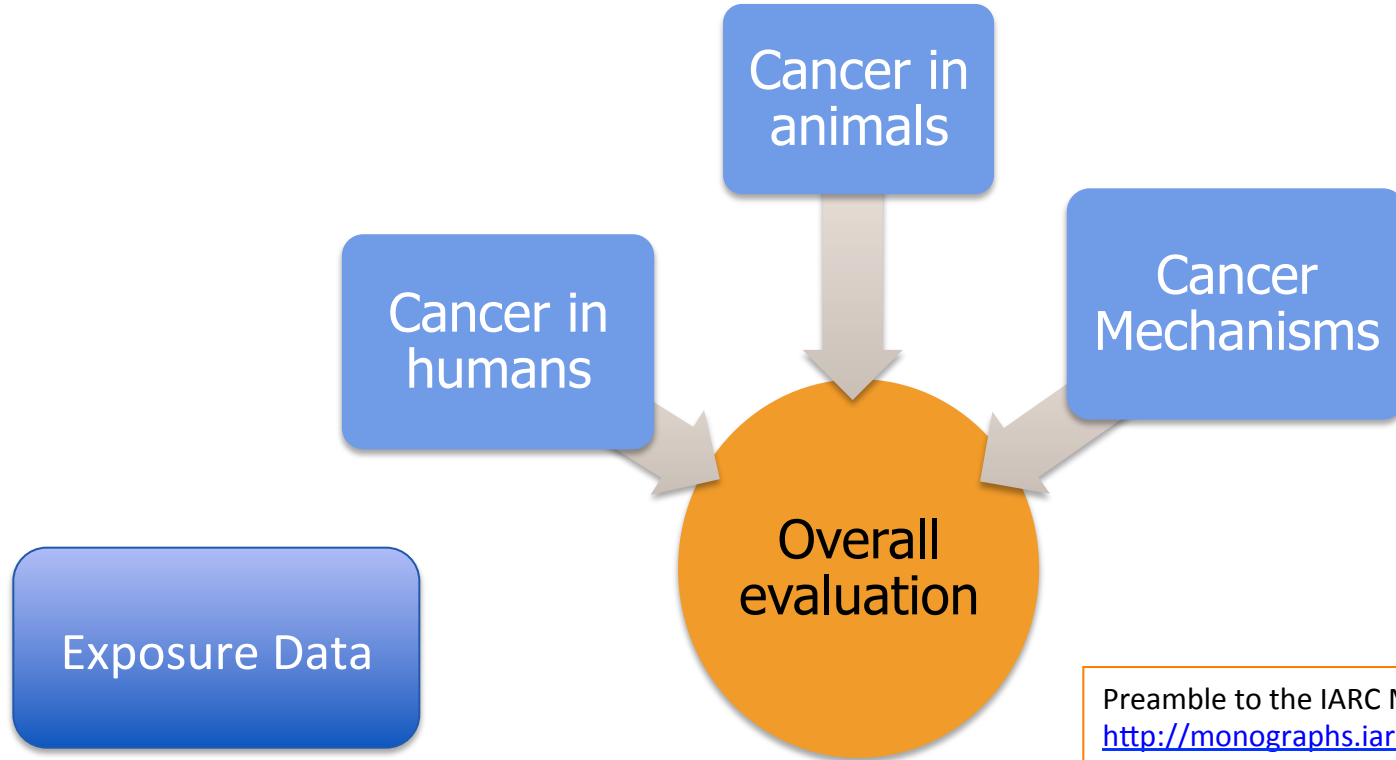 Cancer in
animals
Cancer in
humans
Cancer
Mechanisms
Overall
evaluation
Exposure Data
Preamble to the IARC
http://monographs.iar